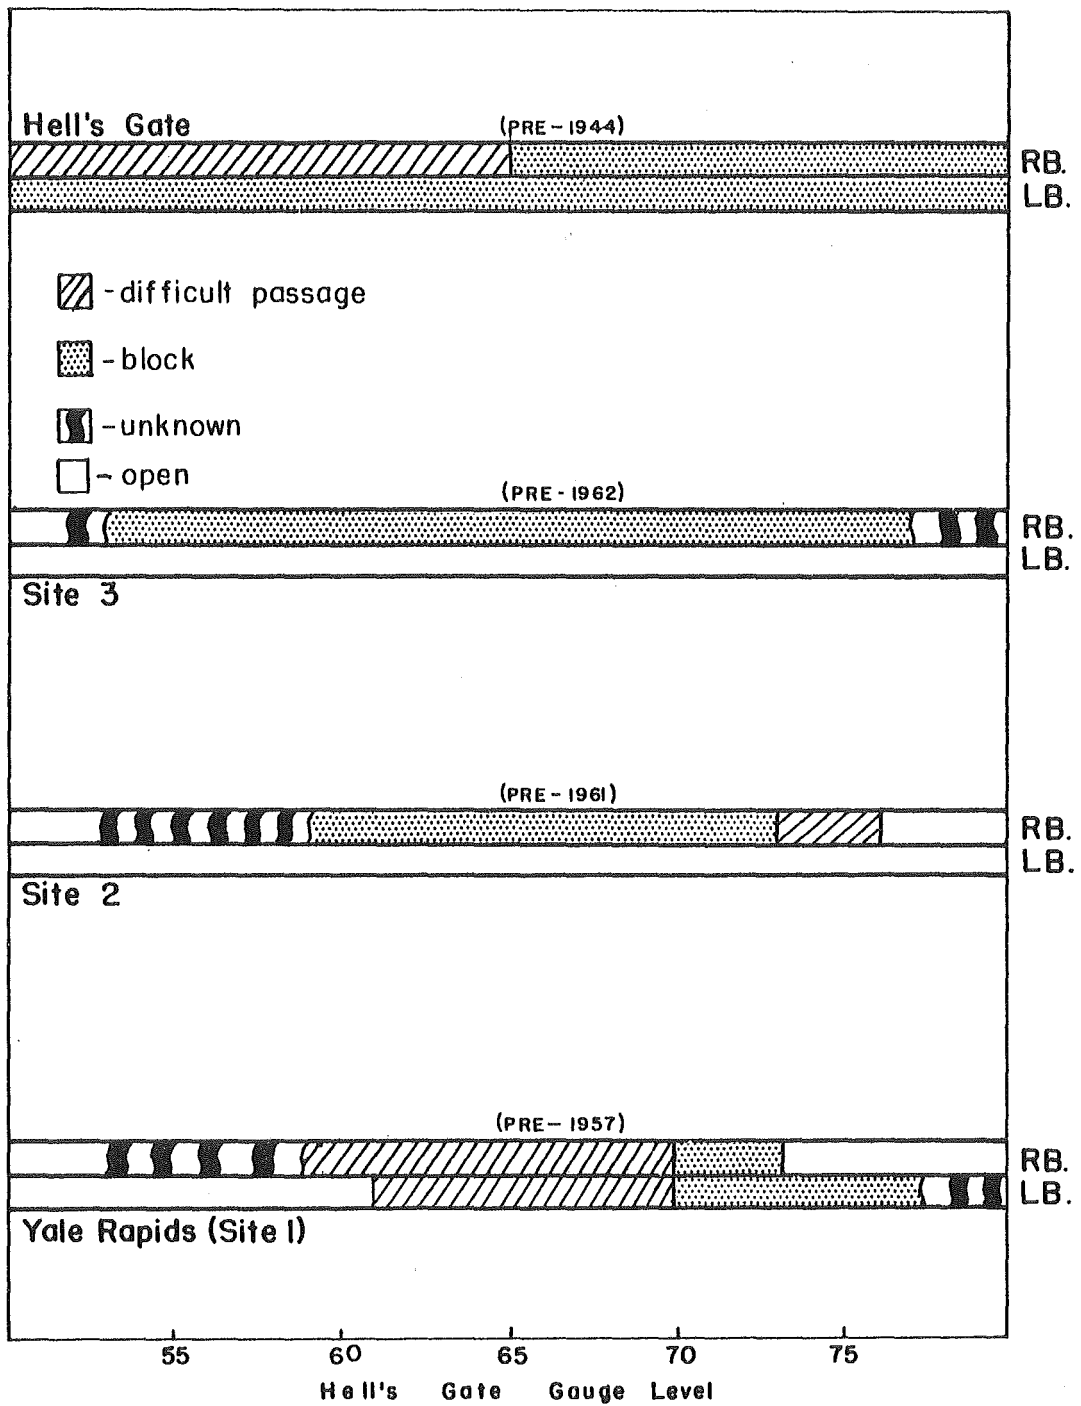 Hell's Gate (PRE-1944)
RB.
LB.
- difficult passage
- block
- unknown
- open
(PRE-1962)
RB.
LB.
Site 3
(PRE-1961)
RB.
LB.
Site 2
(PRE-1957)
RB.
LB.
Yale Rapids (Site 1)
55 60 65 70 75
Hell's Gate Gauge Level